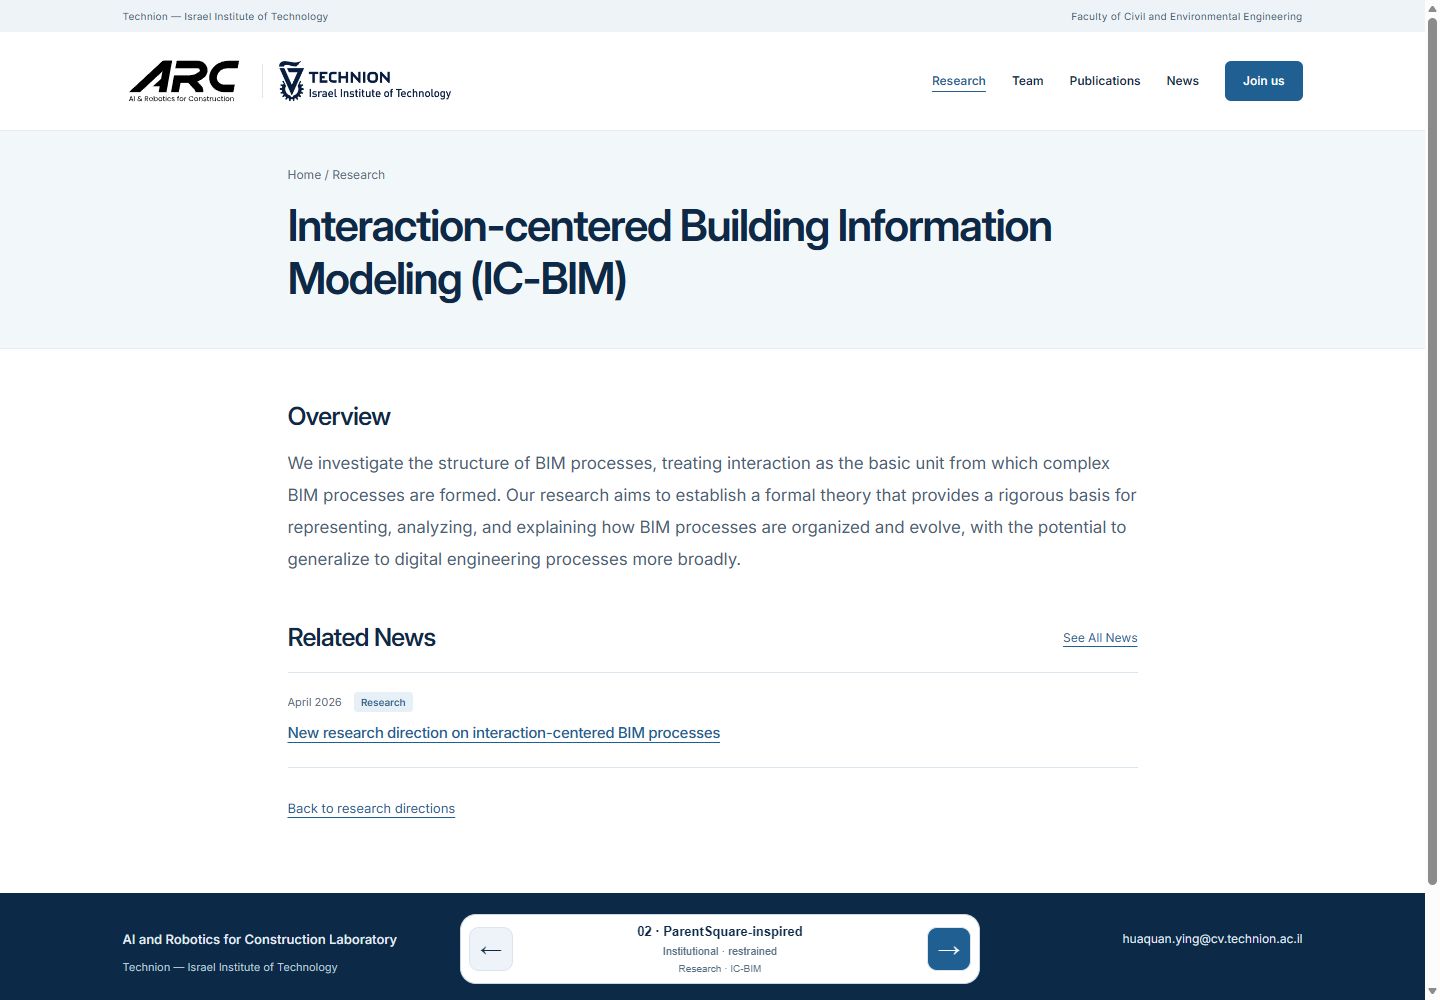 Technion — Israel Institute of Technology
Faculty of Civil and Environmental Engineering
ARC
AI & Robotics for Construction
TECHNION
Israel Institute of Technology
Research
Team
Publications
News
Join us
Home / Research
Interaction-centered Building Information
Modeling (IC-BIM)
Overview
We investigate the structure of BIM processes, treating interaction as the basic unit from which complex
BIM processes are formed. Our research aims to establish a formal theory that provides a rigorous basis for
representing, analyzing, and explaining how BIM processes are organized and evolve, with the potential to
generalize to digital engineering processes more broadly.
Related News
See All News
April 2026
Research
New research direction on interaction-centered BIM processes
Back to research directions
AI and Robotics for Construction Laboratory
Technion — Israel Institute of Technology
←
02 · ParentSquare-inspired
Institutional · restrained
Research · IC-BIM
→
huaquan.ying@cv.technion.ac.il